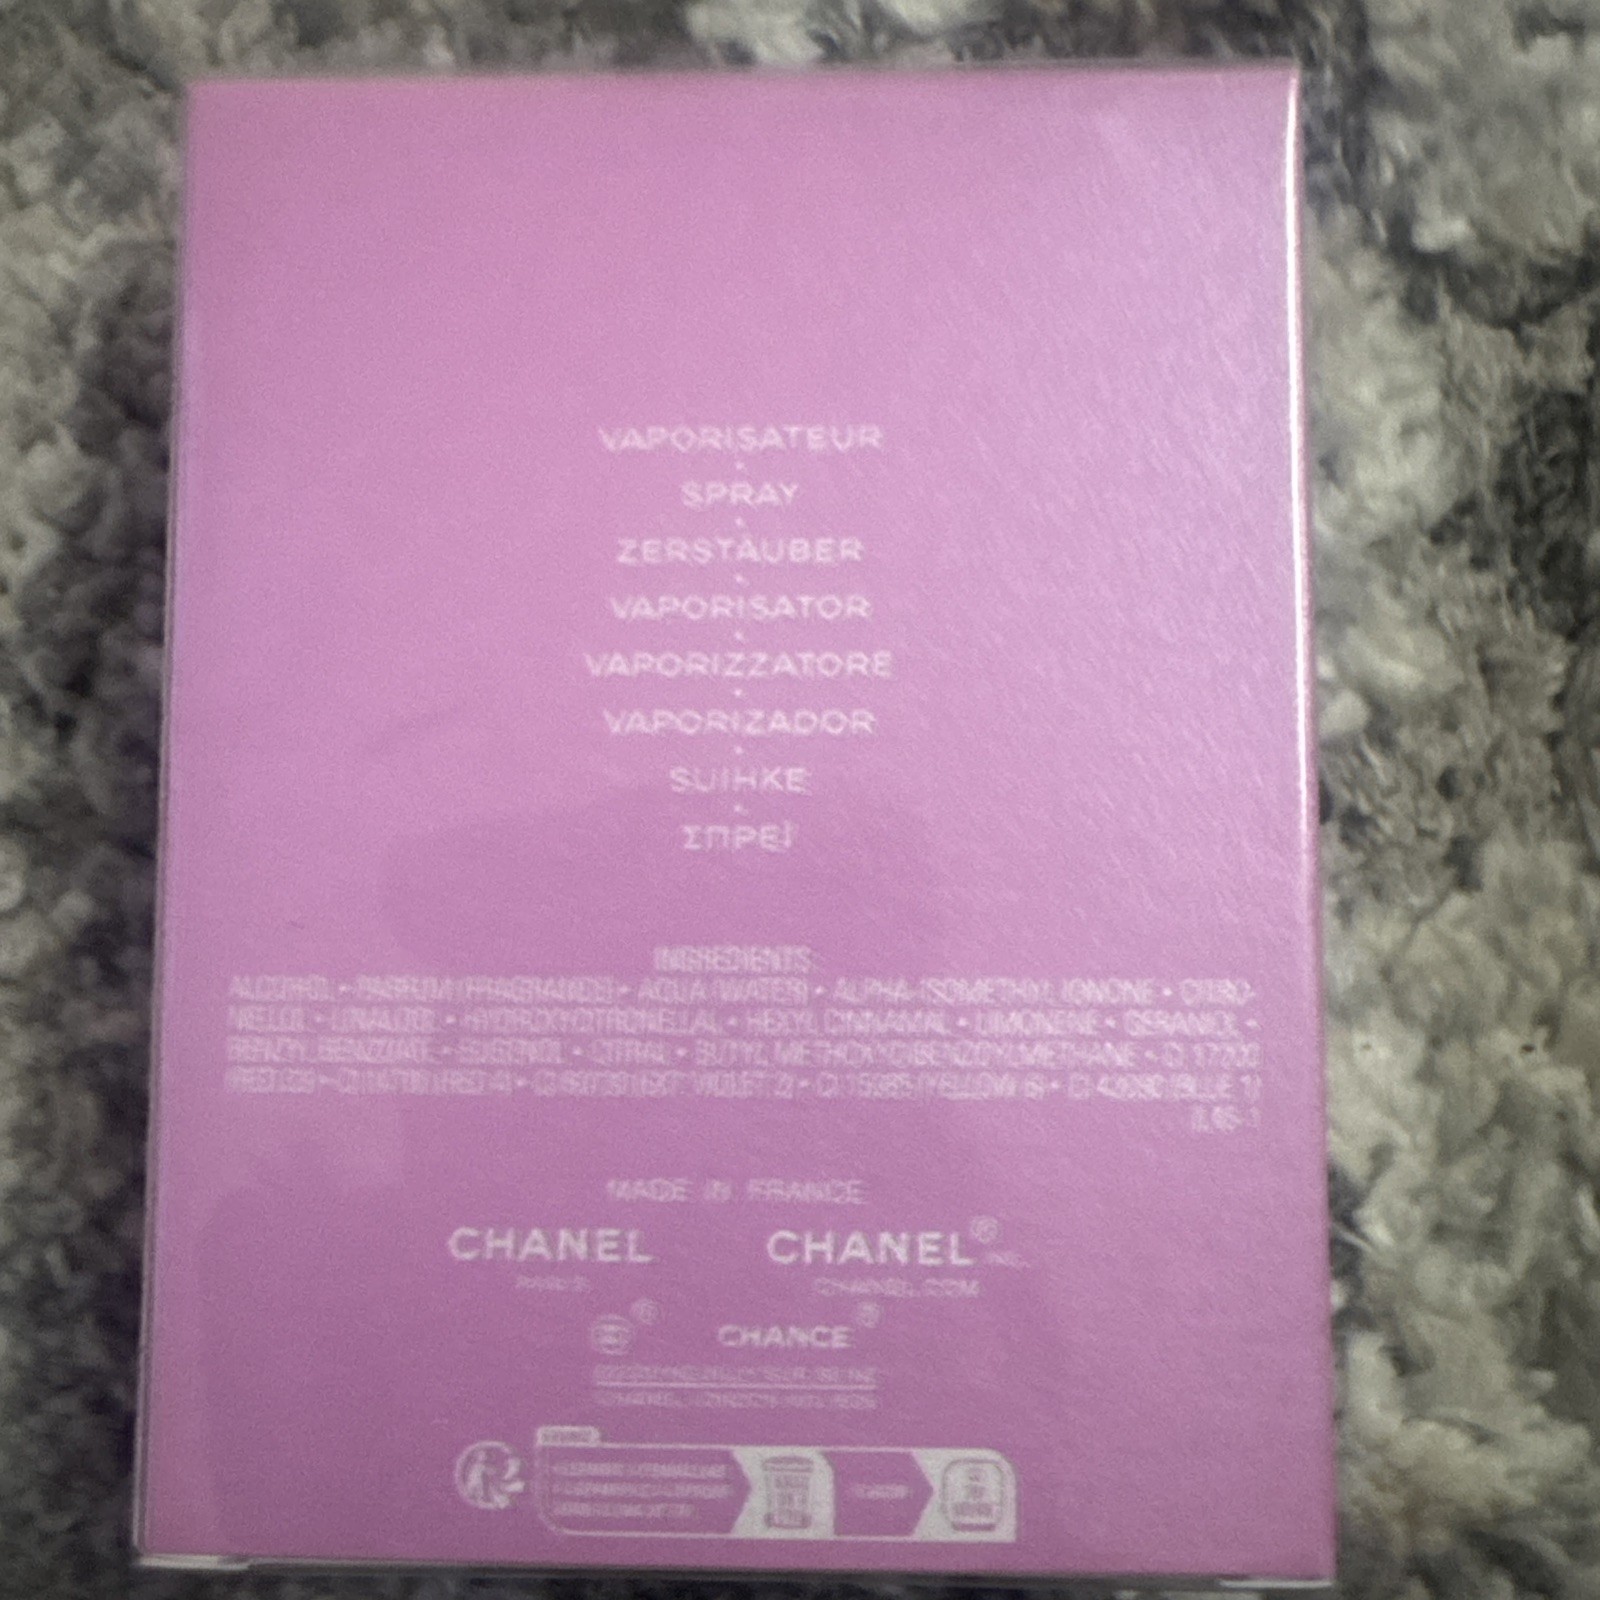 VAPORISATEUR
SPRAY
ZERSTÄUBER
VAPORISATOR
VAPORIZZATORE
VAPORIZADOR
SUIHKE
ΣΠΡΕΪ
INGREDIENTS:
ALCOHOL • PARFUM (FRAGRANCE) • AQUA (WATER) • ALPHA-ISOMETHYL IONONE • CITRO-
NELLOL • LINALOOL • HYDROXYCITRONELLAL • HEXYL CINNAMAL • LIMONENE • GERANIOL •
BENZYL BENZOATE • EUGENOL • CITRAL • BUTYL METHOXYDIBENZOYLMETHANE • CI 17200
(RED 33) • CI 14700 (RED 4) • CI 60730 (EXT. VIOLET 2) • CI 15985 (YELLOW 6) • CI 42090 (BLUE 1)
MADE IN FRANCE
CHANEL CHANEL® INC.
PARIS CHANEL.COM
® CHANCE®